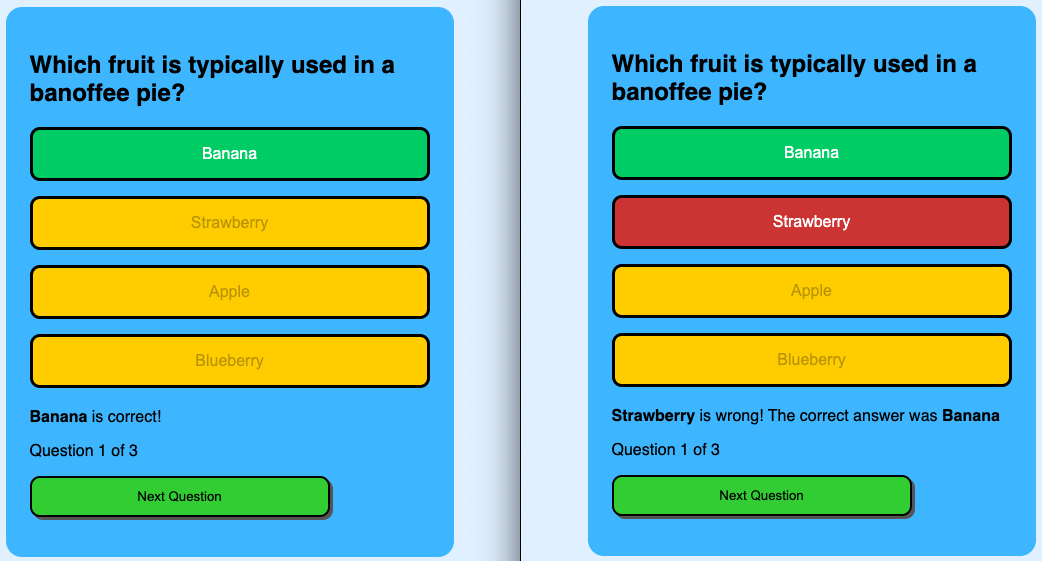 Which fruit is typically used in a
banoffee pie?
Banana
Strawberry
Apple
Blueberry
Banana is correct!
Question 1 of 3
Next Question
Which fruit is typically used in a
banoffee pie?
Banana
Strawberry
Apple
Blueberry
Strawberry is wrong! The correct answer was Banana
Question 1 of 3
Next Question